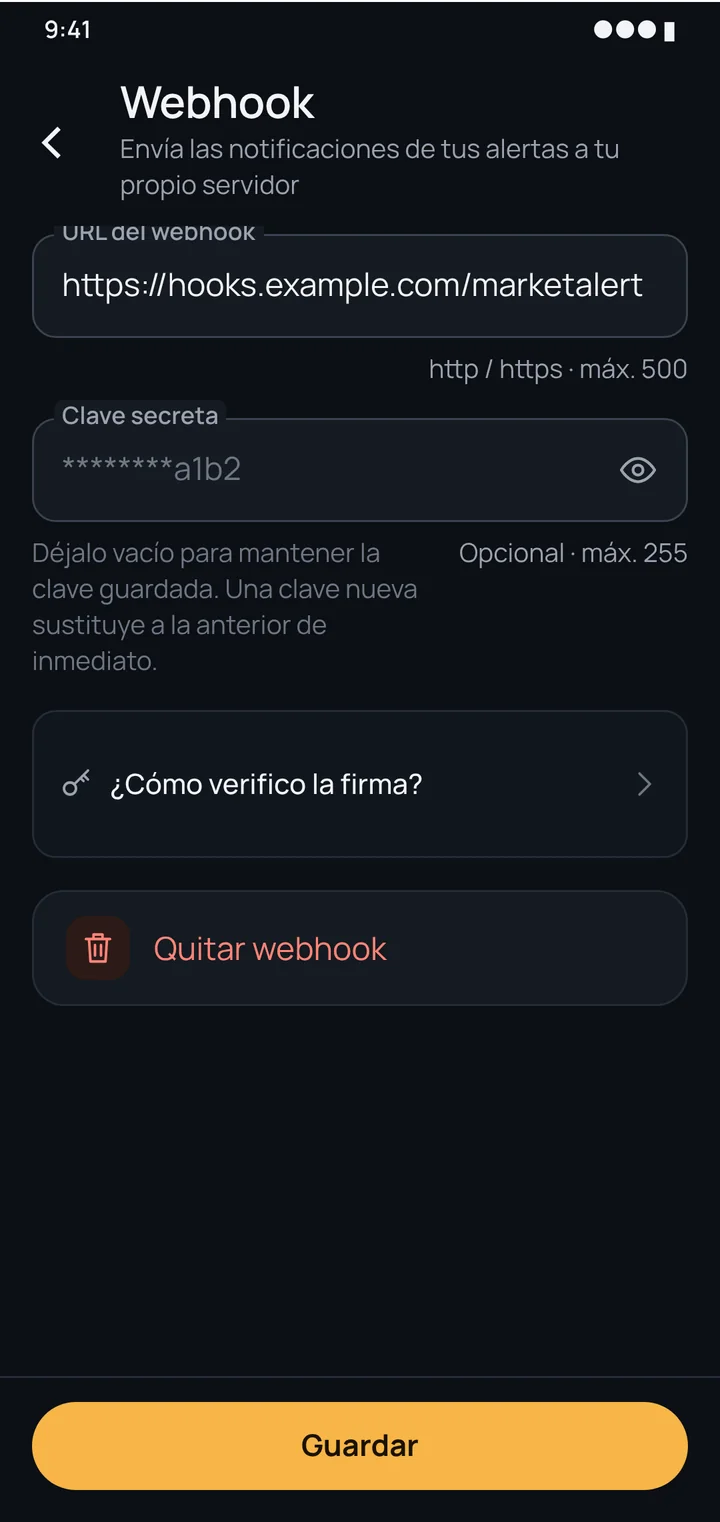 9:41
Webhook
Envía las notificaciones de tus alertas a tu
propio servidor
URL del webhook
https://hooks.example.com/marketalert
http / https · máx. 500
Clave secreta
********a1b2
Déjalo vacío para mantener la
clave guardada. Una clave nueva
sustituye a la anterior de
inmediato.
Opcional · máx. 255
¿Cómo verifico la firma?
Quitar webhook
Guardar